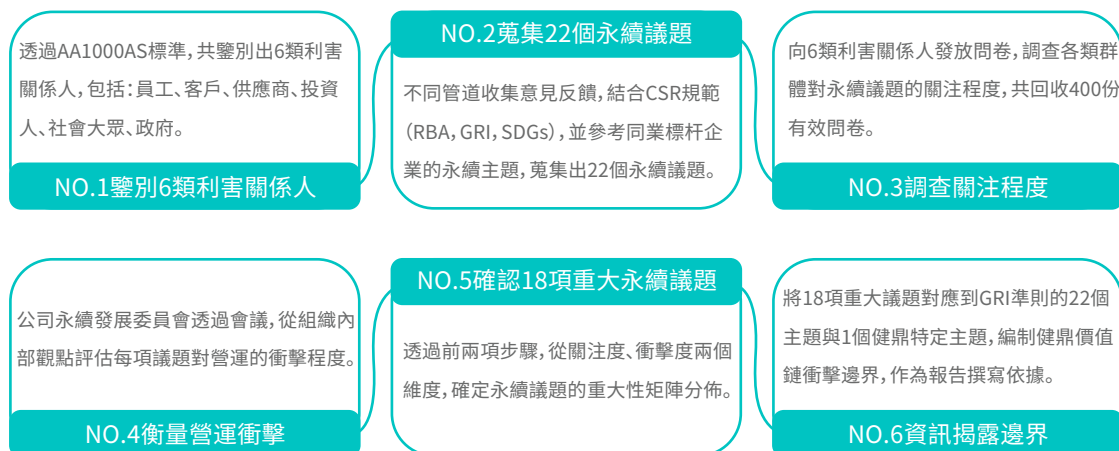 透過AA1000AS標準，共鑒別出6類利害
關係人，包括：員工、客戶、供應商、投資
人、社會大眾、政府。
NO.1鑒別6類利害關係人
NO.2蒐集22個永續議題
不同管道收集意見反饋，結合CSR規範
（RBA，GRI，SDGs），並參考同業標杆企
業的永續主題，蒐集出22個永續議題。
向6類利害關係人發放問卷，調查各類群
體對永續議題的關注程度，共回收400份
有效問卷。
NO.3調查關注程度
公司永續發展委員會透過會議，從組織內
部觀點評估每項議題對營運的衝擊程度。
NO.4衡量營運衝擊
NO.5確認18項重大永續議題
透過前兩項步驟，從關注度、衝擊度兩個
維度，確定永續議題的重大性矩陣分佈。
將18項重大議題對應到GRI準則的22個
主題與1個健鼎特定主題，編制健鼎價值
鏈衝擊邊界，作為報告撰寫依據。
NO.6資訊揭露邊界